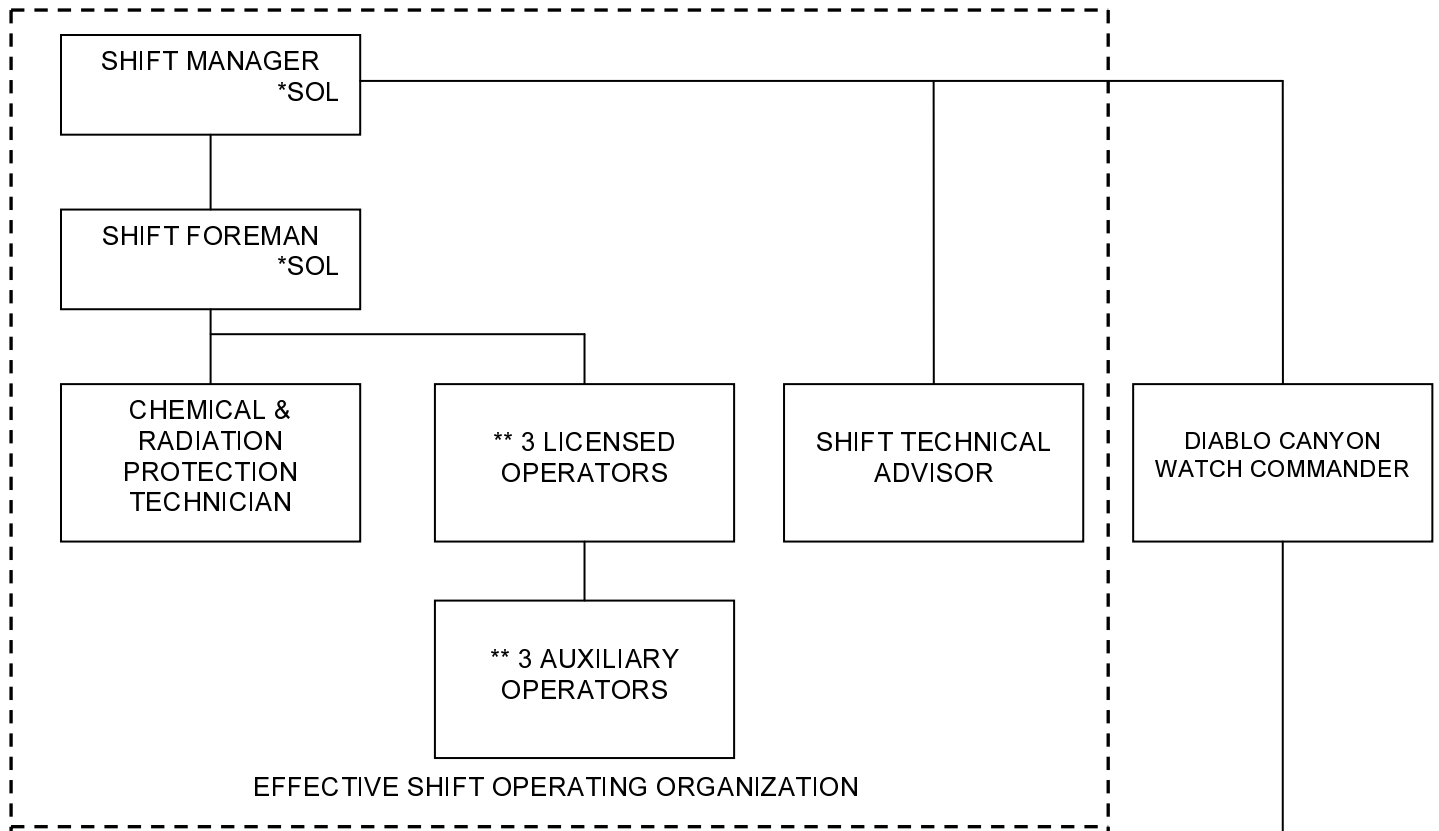 SHIFT MANAGER
*SOL
SHIFT FOREMAN
*SOL
CHEMICAL &
RADIATION
PROTECTION
TECHNICIAN
** 3 LICENSED
OPERATORS
SHIFT TECHNICAL
ADVISOR
DIABLO CANYON
WATCH COMMANDER
** 3 AUXILIARY
OPERATORS
EFFECTIVE SHIFT OPERATING ORGANIZATION